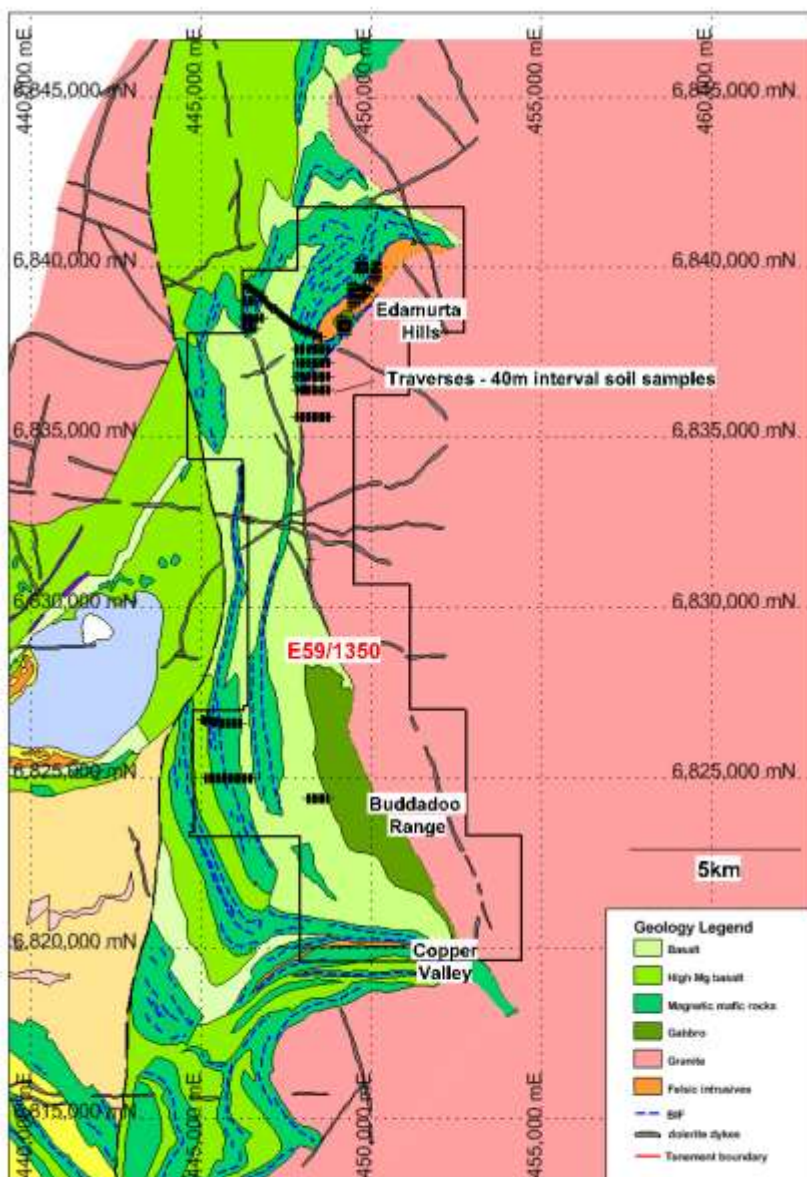 440,000 mE
445,000 mE
450,000 mE
455,000 mE
460,000 mE
6,845,000 mN
6,845,000 mN
6,840,000 mN
6,840,000 mN
Edamurta
Hills
Traverses - 40m interval soil samples
6,835,000 mN
6,835,000 mN
6,830,000 mN
6,830,000 mN
E59/1350
6,825,000 mN
6,825,000 mN
Buddadoo
Range
5km
6,820,000 mN
Copper
Valley
6,815,000 mN
440,000 mE
445,000 mE
450,000 mE
455,000 mE
Geology Legend
Basalt
High Mg basalt
Magnetic mafic rocks
Gabbro
Granite
Felsic intrusives
BIF
dolerite dykes
Tenement boundary